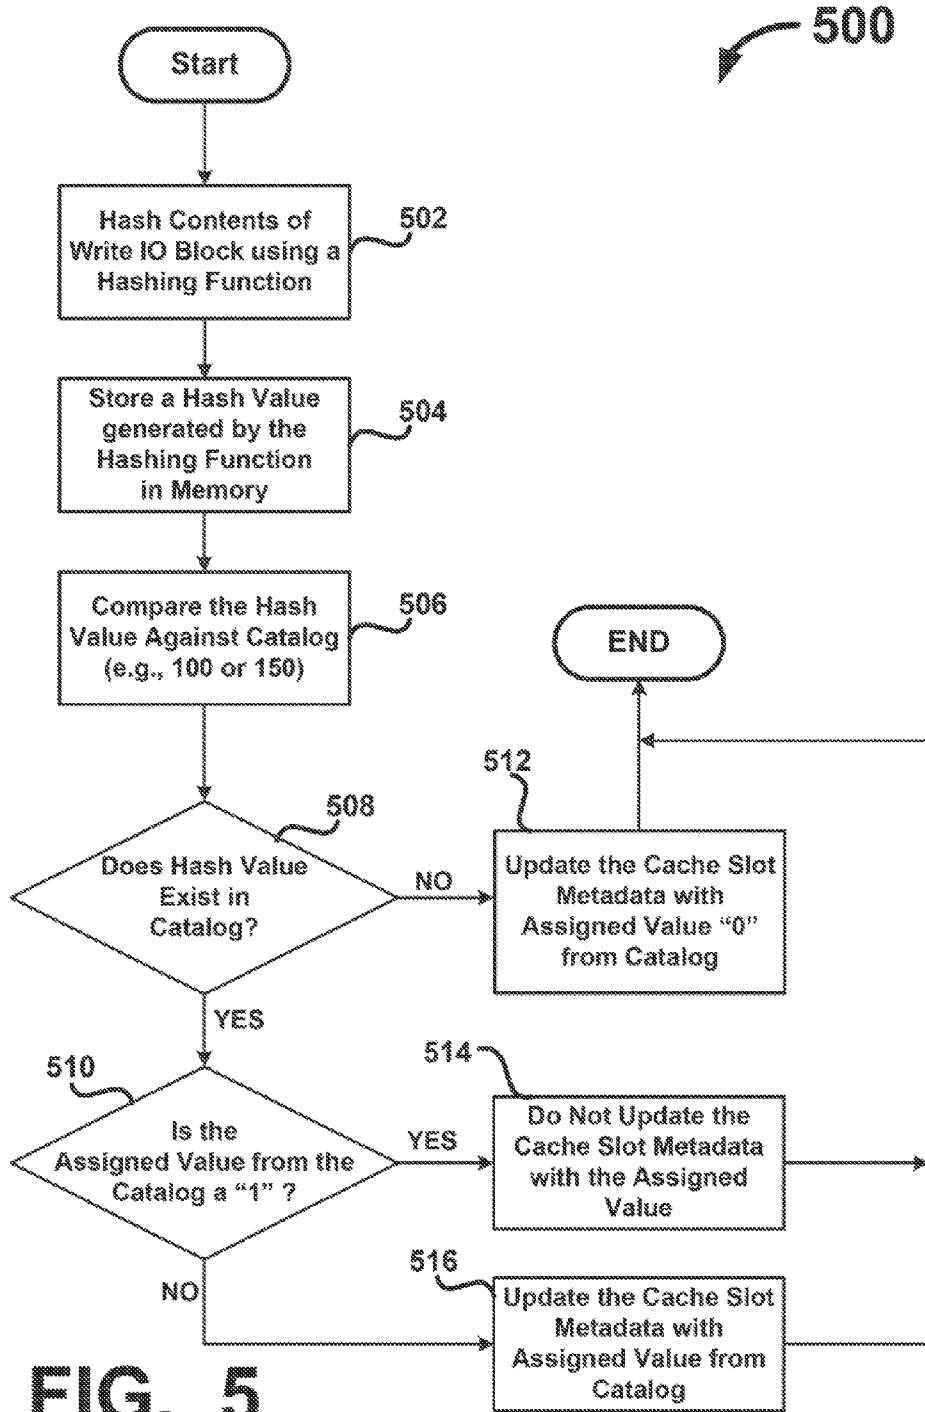 500
Start
Hash Contents of
Write IO Block using a
Hashing Function
502
Store a Hash Value
generated by the
Hashing Function
in Memory
504
Compare the Hash
Value Against Catalog
(e.g., 100 or 150)
506
END
512
508
Does Hash Value
Exist in
Catalog?
NO
Update the Cache Slot
Metadata with
Assigned Value “0”
from Catalog
YES
510
514
Is the
Assigned Value from the
Catalog a “1” ?
YES
Do Not Update the
Cache Slot Metadata
with the Assigned
Value
NO
516
Update the Cache Slot
Metadata with
Assigned Value from
Catalog
FIG. 5